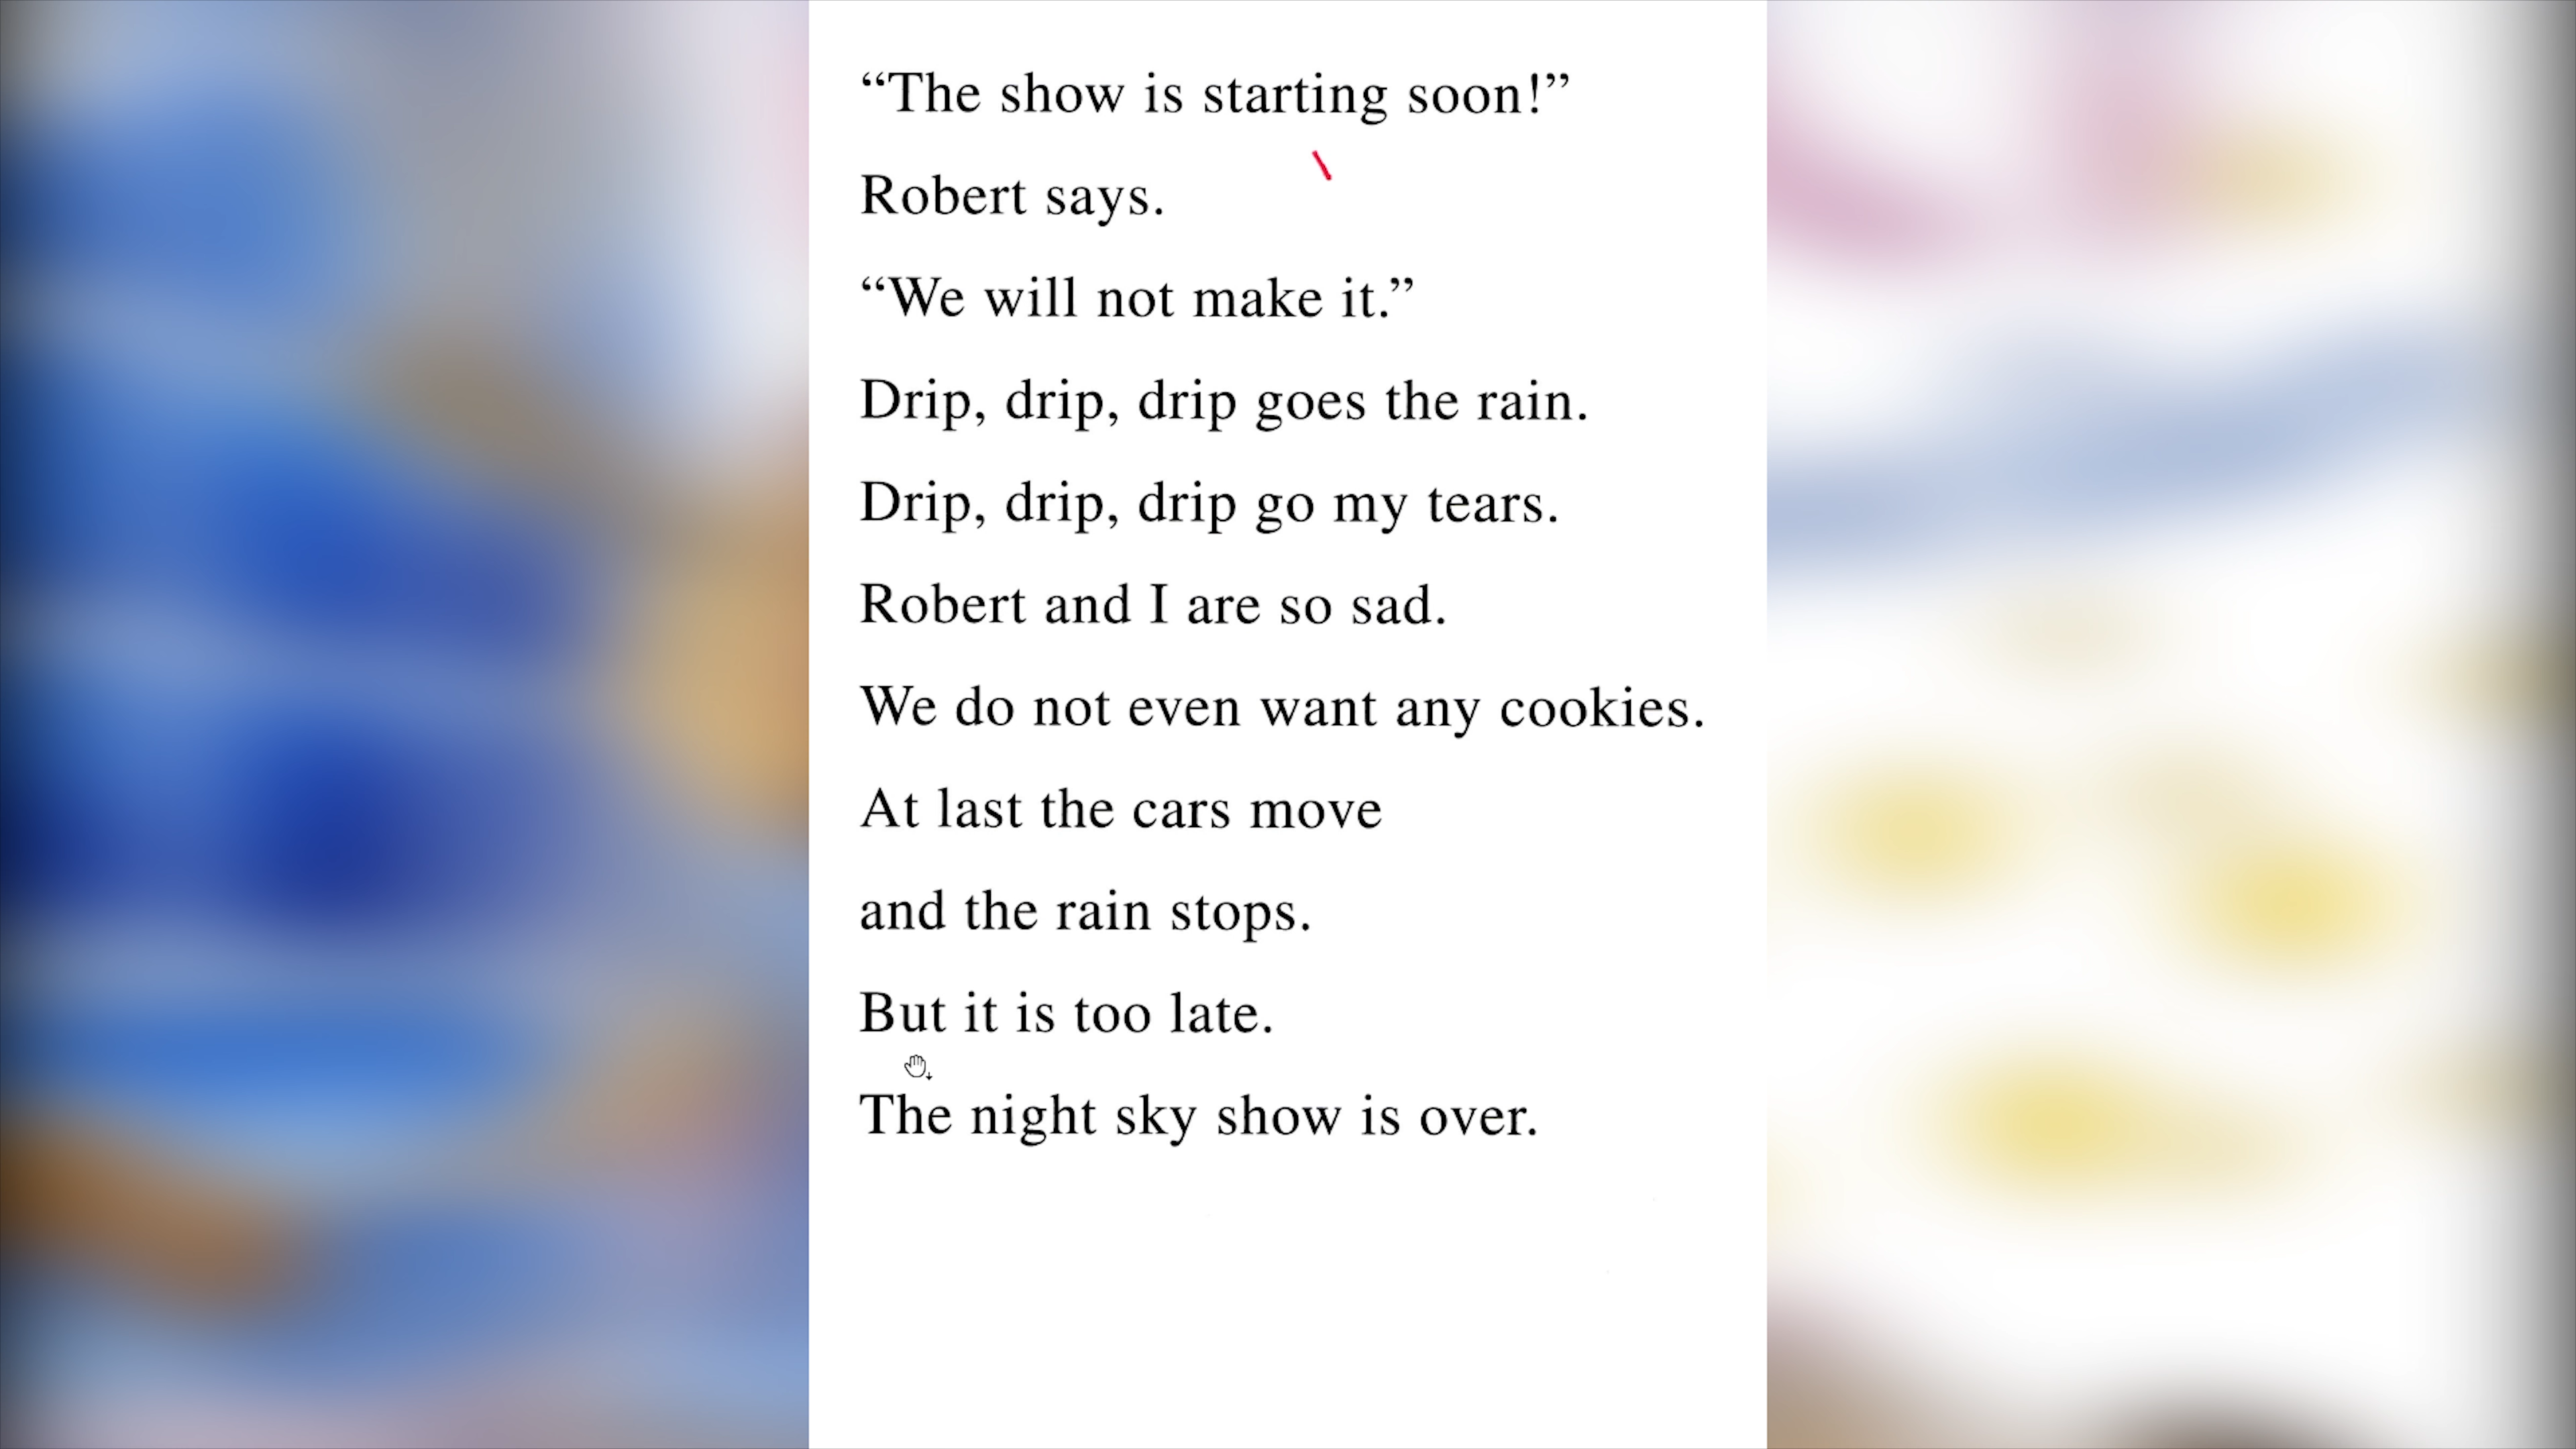 “The show is starting soon!”
Robert says.
“We will not make it.”
Drip, drip, drip goes the rain.
Drip, drip, drip go my tears.
Robert and I are so sad.
We do not even want any cookies.
At last the cars move
and the rain stops.
But it is too late.
The night sky show is over.